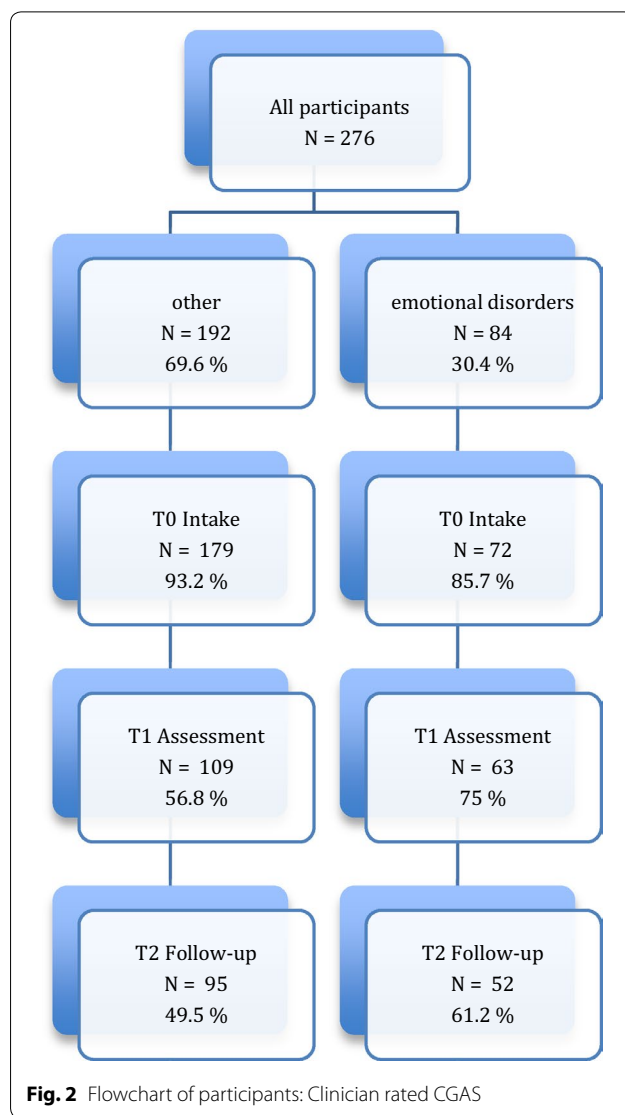 All participants
N = 276
other
N = 192
69.6 %
emotional disorders
N = 84
30.4 %
T0 Intake
N = 179
93.2 %
T0 Intake
N = 72
85.7 %
T1 Assessment
N = 109
56.8 %
T1 Assessment
N = 63
75 %
T2 Follow-up
N = 95
49.5 %
T2 Follow-up
N = 52
61.2 %
Fig. 2 Flowchart of participants: Clinician rated CGAS